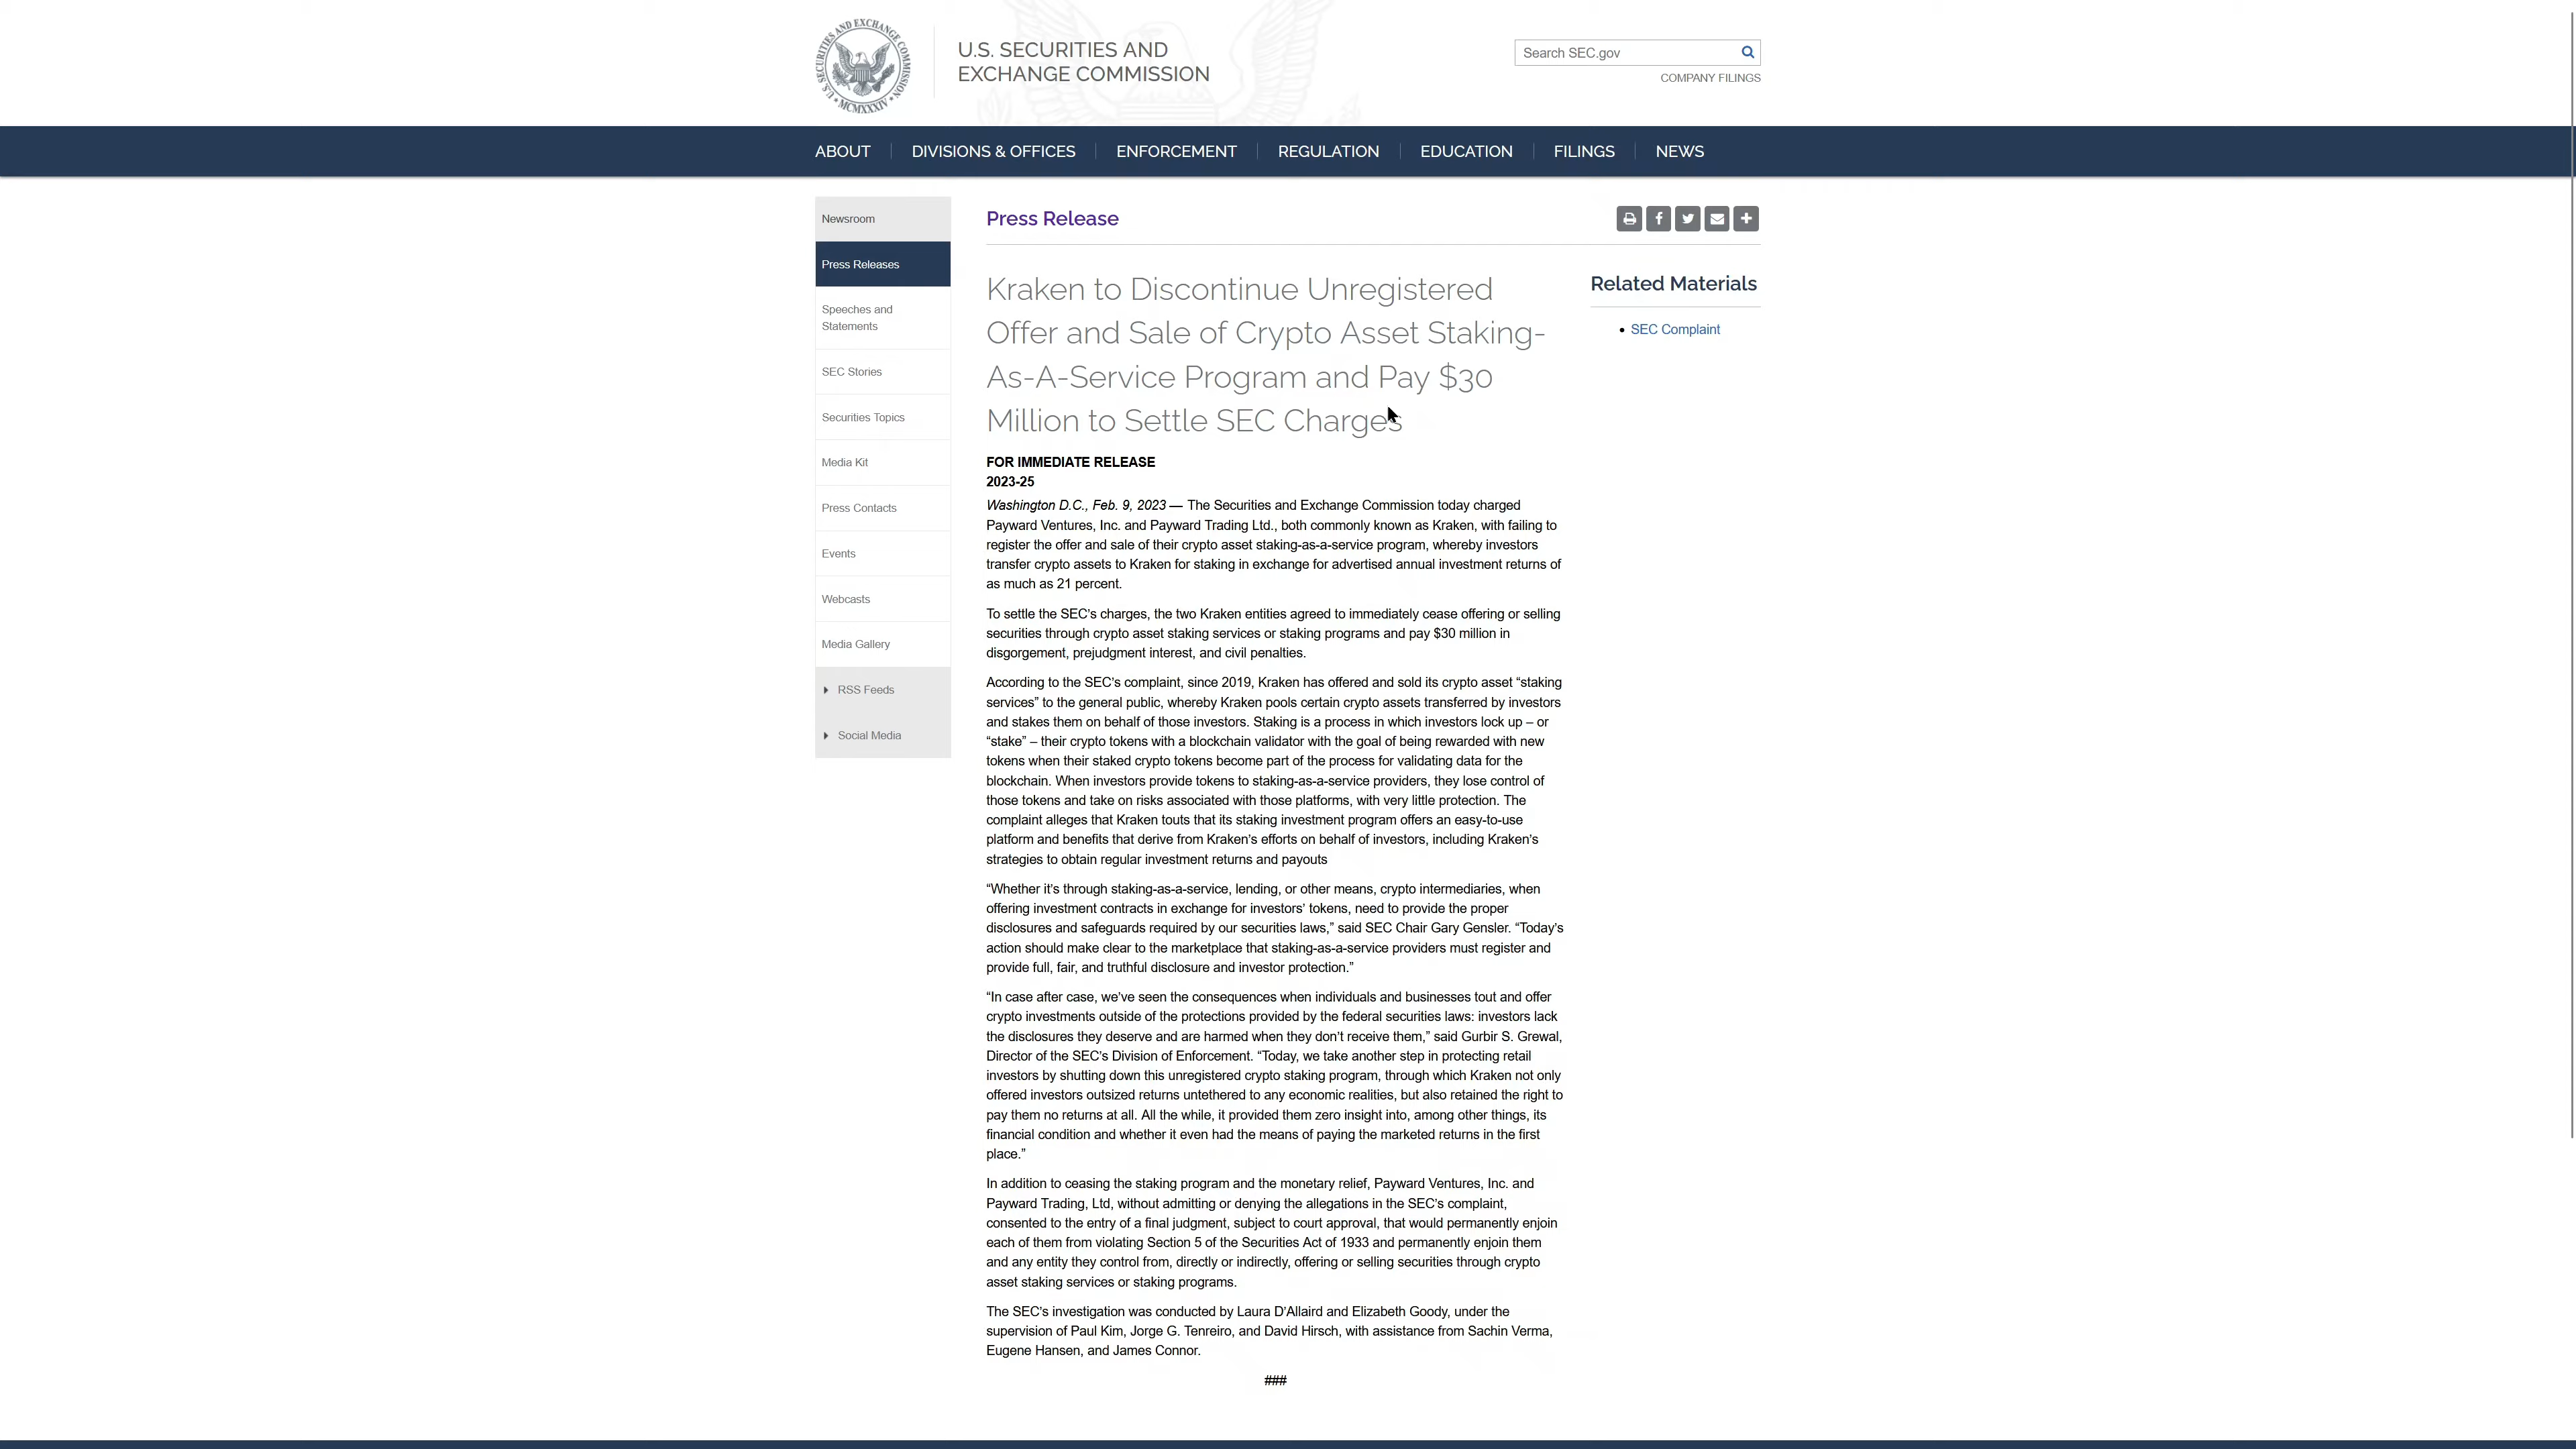 U.S. SECURITIES AND EXCHANGE COMMISSION
MCMXXXIV
U.S. SECURITIES AND
EXCHANGE COMMISSION
Search SEC.gov
COMPANY FILINGS
ABOUT
DIVISIONS & OFFICES
ENFORCEMENT
REGULATION
EDUCATION
FILINGS
NEWS
Newsroom
Press Releases
Speeches and
Statements
SEC Stories
Securities Topics
Media Kit
Press Contacts
Events
Webcasts
Media Gallery
RSS Feeds
Social Media
Press Release
Kraken to Discontinue Unregistered
Offer and Sale of Crypto Asset Staking-
As-A-Service Program and Pay $30
Million to Settle SEC Charges
FOR IMMEDIATE RELEASE
2023-25
Washington D.C., Feb. 9, 2023 — The Securities and Exchange Commission today charged
Payward Ventures, Inc. and Payward Trading Ltd., both commonly known as Kraken, with failing to
register the offer and sale of their crypto asset staking-as-a-service program, whereby investors
transfer crypto assets to Kraken for staking in exchange for advertised annual investment returns of
as much as 21 percent.
To settle the SEC’s charges, the two Kraken entities agreed to immediately cease offering or selling
securities through crypto asset staking services or staking programs and pay $30 million in
disgorgement, prejudgment interest, and civil penalties.
According to the SEC’s complaint, since 2019, Kraken has offered and sold its crypto asset “staking
services” to the general public, whereby Kraken pools certain crypto assets transferred by investors
and stakes them on behalf of those investors. Staking is a process in which investors lock up – or
“stake” – their crypto tokens with a blockchain validator with the goal of being rewarded with new
tokens when their staked crypto tokens become part of the process for validating data for the
blockchain. When investors provide tokens to staking-as-a-service providers, they lose control of
those tokens and take on risks associated with those platforms, with very little protection. The
complaint alleges that Kraken touts that its staking investment program offers an easy-to-use
platform and benefits that derive from Kraken’s efforts on behalf of investors, including Kraken’s
strategies to obtain regular investment returns and payouts
“Whether it’s through staking-as-a-service, lending, or other means, crypto intermediaries, when
offering investment contracts in exchange for investors’ tokens, need to provide the proper
disclosures and safeguards required by our securities laws,” said SEC Chair Gary Gensler. “Today’s
action should make clear to the marketplace that staking-as-a-service providers must register and
provide full, fair, and truthful disclosure and investor protection.”
“In case after case, we’ve seen the consequences when individuals and businesses tout and offer
crypto investments outside of the protections provided by the federal securities laws: investors lack
the disclosures they deserve and are harmed when they don’t receive them,” said Gurbir S. Grewal,
Director of the SEC’s Division of Enforcement. “Today, we take another step in protecting retail
investors by shutting down this unregistered crypto staking program, through which Kraken not only
offered investors outsized returns untethered to any economic realities, but also retained the right to
pay them no returns at all. All the while, it provided them zero insight into, among other things, its
financial condition and whether it even had the means of paying the marketed returns in the first
place.”
In addition to ceasing the staking program and the monetary relief, Payward Ventures, Inc. and
Payward Trading, Ltd, without admitting or denying the allegations in the SEC’s complaint,
consented to the entry of a final judgment, subject to court approval, that would permanently enjoin
each of them from violating Section 5 of the Securities Act of 1933 and permanently enjoin them
and any entity they control from, directly or indirectly, offering or selling securities through crypto
asset staking services or staking programs.
The SEC’s investigation was conducted by Laura D’Allaird and Elizabeth Goody, under the
supervision of Paul Kim, Jorge G. Tenreiro, and David Hirsch, with assistance from Sachin Verma,
Eugene Hansen, and James Connor.
###
Related Materials
SEC Complaint